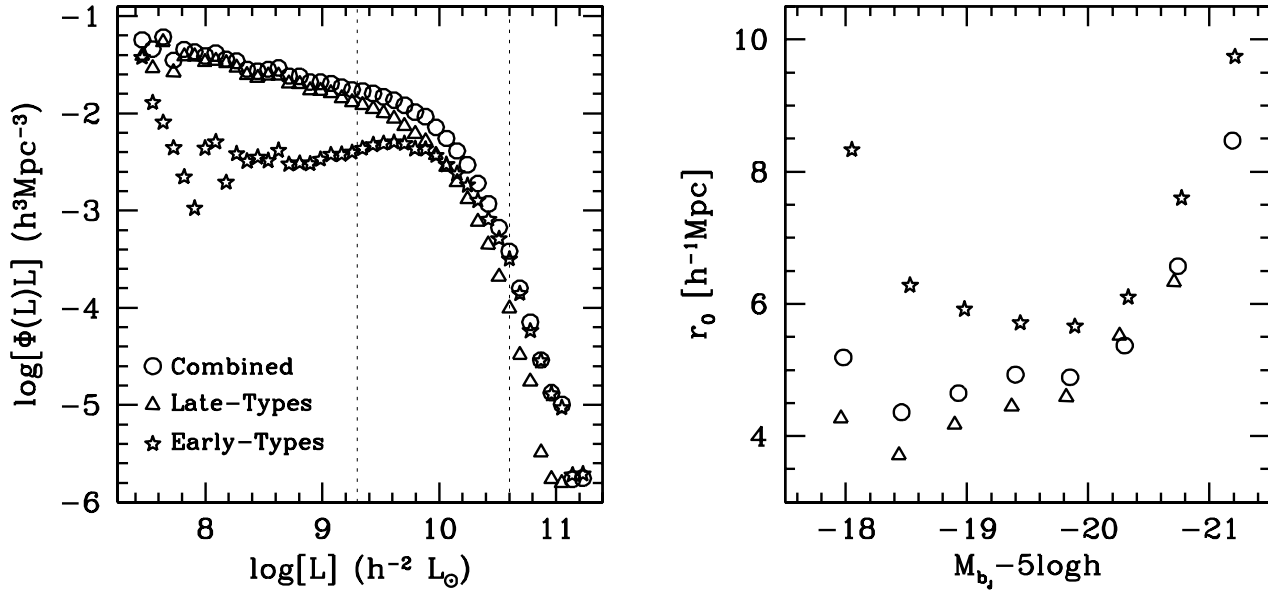 −1
−2
−3
−4
−5
−6
log[Φ(L)L] (h³Mpc⁻³)
Combined
Late−Types
Early−Types
8 9 10 11
log[L] (h⁻² L⊙)
10
8
6
4
r₀ [h⁻¹Mpc]
−18 −19 −20 −21
M_bJ−5logh